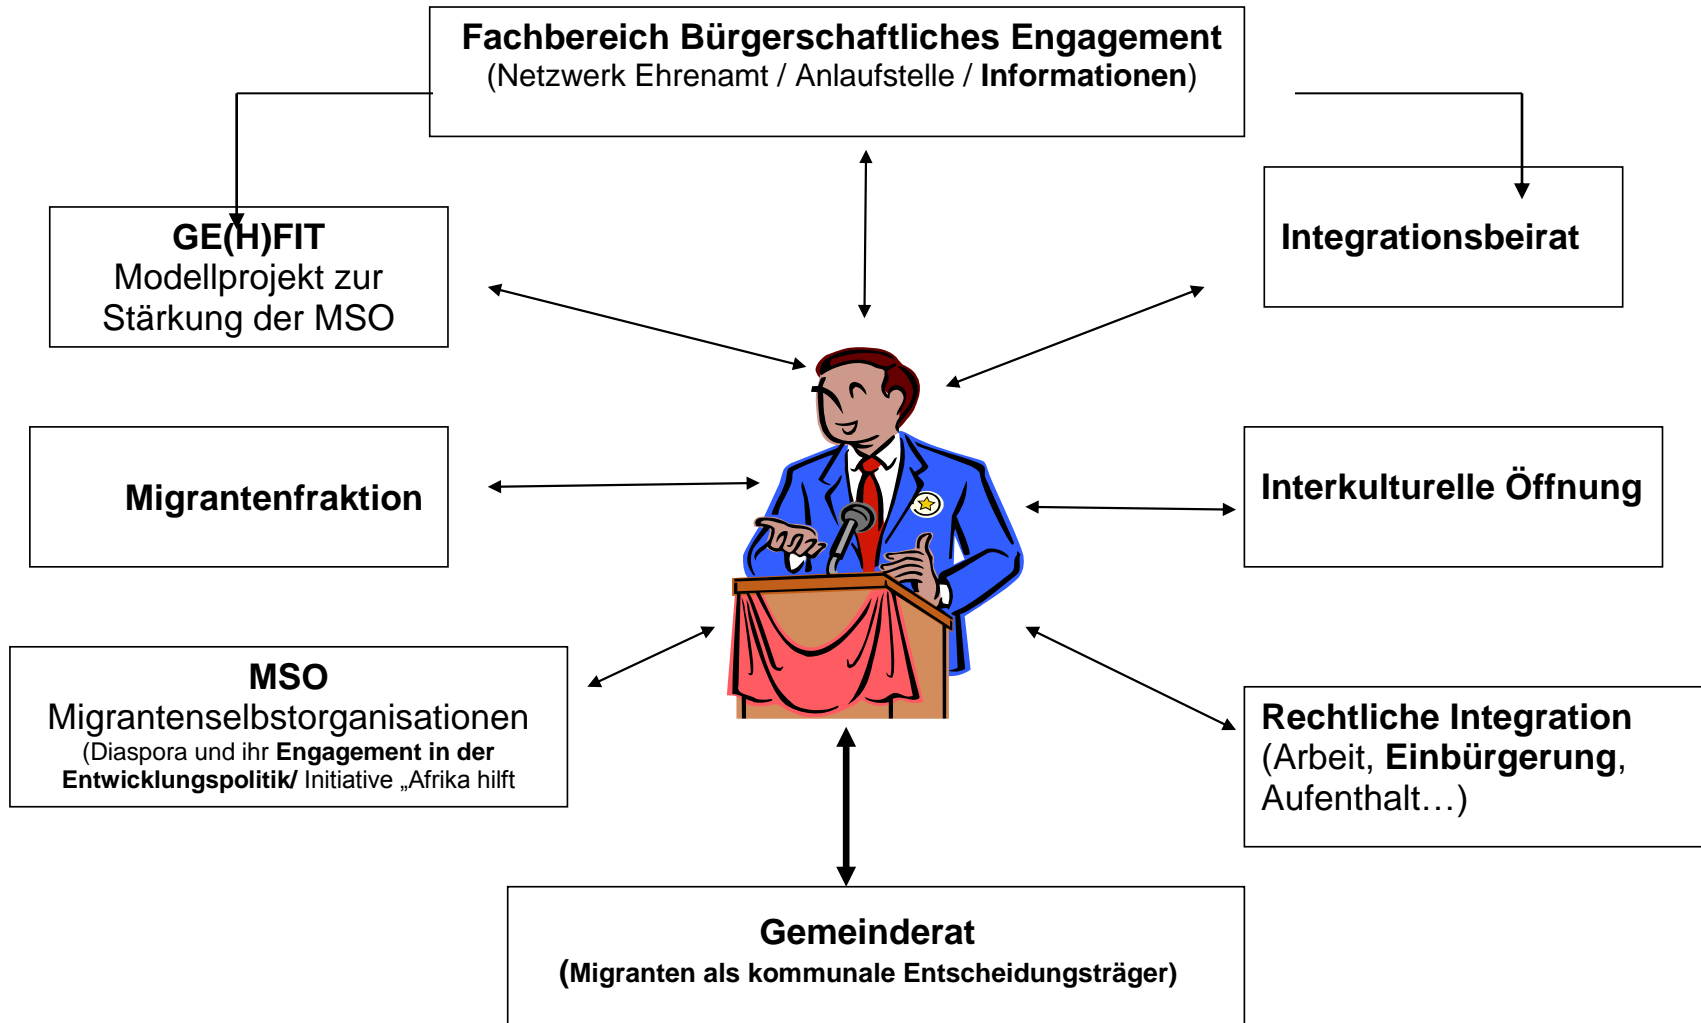 Fachbereich Bürgerschaftliches Engagement
(Netzwerk Ehrenamt / Anlaufstelle / Informationen)
GE(H)FIT
Modellprojekt zur
Stärkung der MSO
Integrationsbeirat
Migrantenfraktion
Interkulturelle Öffnung
MSO
Migrantenselbstorganisationen
(Diaspora und ihr Engagement in der
Entwicklungspolitik/ Initiative „Afrika hilft
Rechtliche Integration
(Arbeit, Einbürgerung,
Aufenthalt…)
Gemeinderat
(Migranten als kommunale Entscheidungsträger)